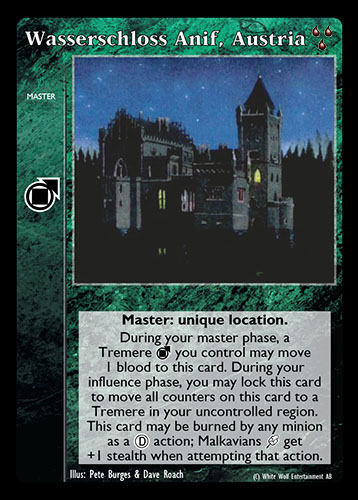 Wasserschloss Anif, Austria
MASTER
Master: unique location.
During your master phase, a
Tremere you control may move
1 blood to this card. During your
influence phase, you may lock this card
to move all counters on this card to a
Tremere in your uncontrolled region.
This card may be burned by any minion
as a D action; Malkavians get
+1 stealth when attempting that action.
Illus: Pete Burges & Dave Roach
(C) White Wolf Entertainment AB